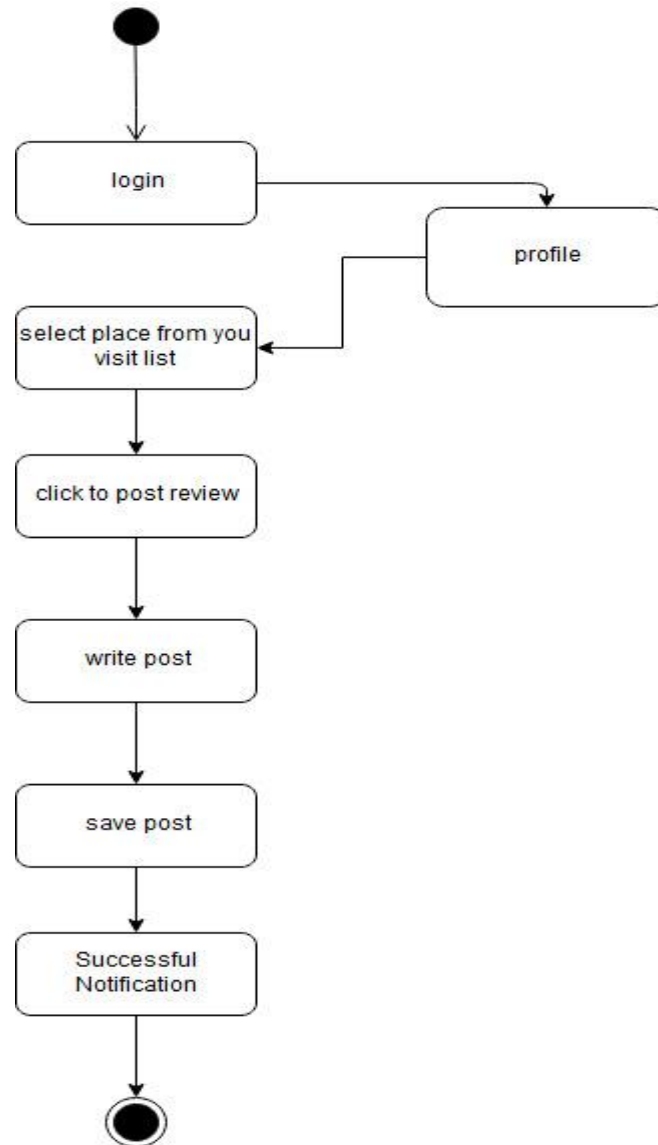 login
profile
select place from you
visit list
click to post review
write post
save post
Successful
Notification